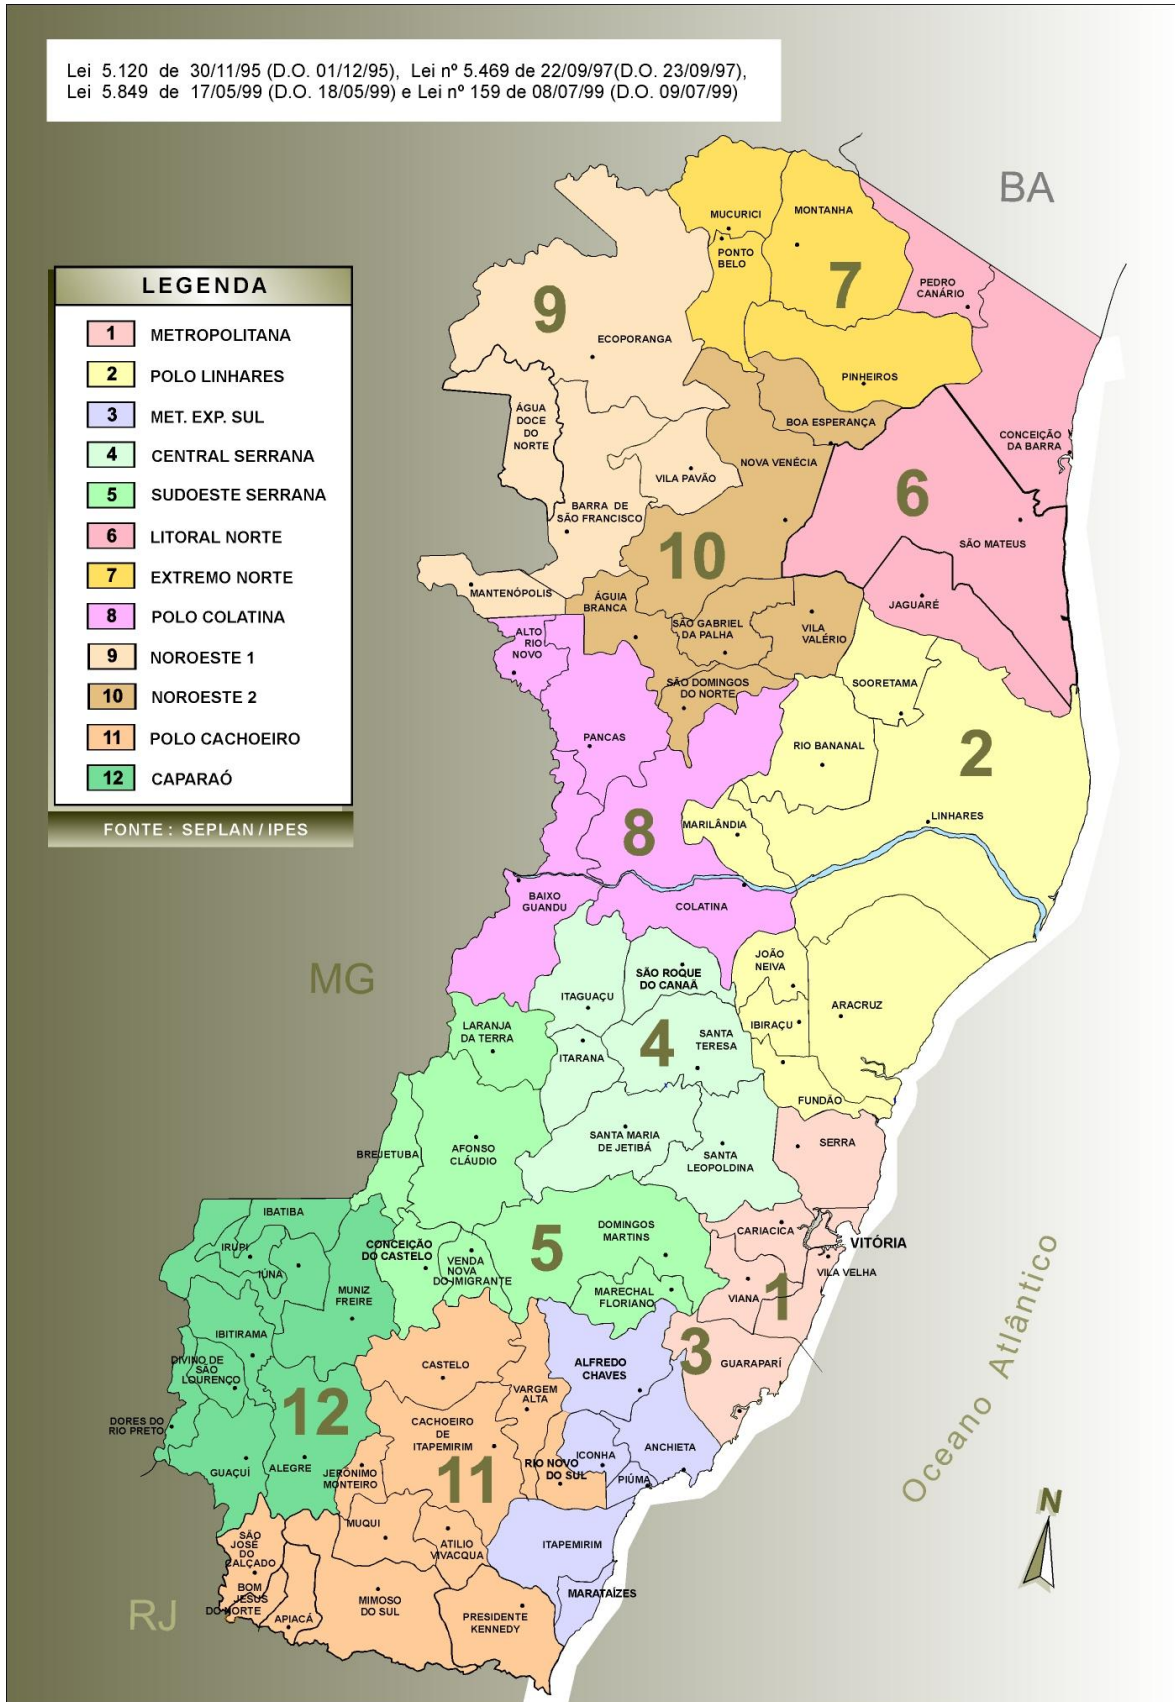 Lei 5.120 de 30/11/95 (D.O. 01/12/95), Lei nº 5.469 de 22/09/97(D.O. 23/09/97),
Lei 5.849 de 17/05/99 (D.O. 18/05/99) e Lei nº 159 de 08/07/99 (D.O. 09/07/99)
BA
LEGENDA
1 METROPOLITANA
2 POLO LINHARES
3 MET. EXP. SUL
4 CENTRAL SERRANA
5 SUDOESTE SERRANA
6 LITORAL NORTE
7 EXTREMO NORTE
8 POLO COLATINA
9 NOROESTE 1
10 NOROESTE 2
11 POLO CACHOEIRO
12 CAPARAÓ
FONTE : SEPLAN / IPES
MUCURICI
MONTANHA
PONTO
BELO
7
PEDRO
CANÁRIO
9
ECOPORANGA
PINHEIROS
ÁGUA
DOCE
DO
NORTE
BOA ESPERANÇA
CONCEIÇÃO
DA BARRA
NOVA VENÉCIA
VILA PAVÃO
6
BARRA DE
SÃO FRANCISCO
10
SÃO MATEUS
MANTENÓPOLIS
ÁGUIA
BRANCA
JAGUARÉ
SÃO GABRIEL
DA PALHA
VILA
VALÉRIO
ALTO
RIO
NOVO
SÃO DOMINGOS
DO NORTE
SOORETAMA
PANCAS
RIO BANANAL
2
8
MARILÂNDIA
LINHARES
BAIXO
GUANDU
COLATINA
MG
JOÃO
NEIVA
SÃO ROQUE
DO CANAÃ
ITAGUAÇU
ARACRUZ
IBIRAÇU
LARANJA
DA TERRA
4
SANTA
TERESA
ITARANA
FUNDÃO
SANTA MARIA
DE JETIBÁ
SERRA
AFONSO
CLÁUDIO
BREJETUBA
SANTA
LEOPOLDINA
IBATIBA
DOMINGOS
MARTINS
CARIACICA
VITÓRIA
CONCEIÇÃO
DO CASTELO
IRUPI
5
VENDA
NOVA
DO IMIGRANTE
VILA VELHA
IÚNA
MUNIZ
FREIRE
MARECHAL
FLORIANO
VIANA
1
IBITIRAMA
3
DIVINO DE
SÃO
LOURENÇO
CASTELO
ALFREDO
CHAVES
GUARAPARÍ
VARGEM
ALTA
12
DORES DO
RIO PRETO
CACHOEIRO
DE
ITAPEMIRIM
ANCHIETA
ICONHA
RIO NOVO
DO SUL
GUAÇUÍ
ALEGRE
JERÔNIMO
MONTEIRO
11
PIÚMA
Oceano Atlântico
N
MUQUI
SÃO
JOSÉ
DO
CALÇADO
ATILIO
VIVACQUA
ITAPEMIRIM
BOM
JESUS
DO NORTE
MARATAÍZES
MIMOSO
DO SUL
RJ
APIACÁ
PRESIDENTE
KENNEDY